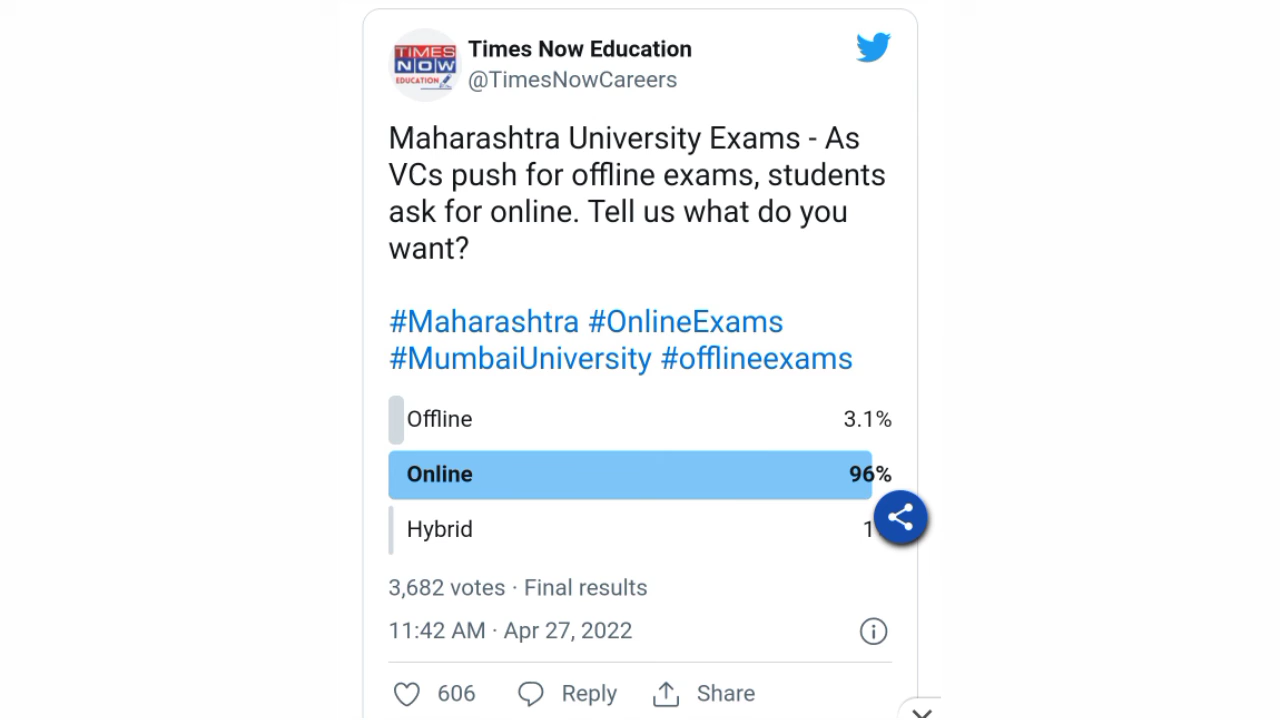 TIMES
NOW
EDUCATION
Times Now Education
@TimesNowCareers
Maharashtra University Exams - As
VCs push for offline exams, students
ask for online. Tell us what do you
want?
#Maharashtra #OnlineExams
#MumbaiUniversity #offlineexams
Offline 3.1%
Online 96%
Hybrid
3,682 votes · Final results
11:42 AM · Apr 27, 2022
606 Reply Share